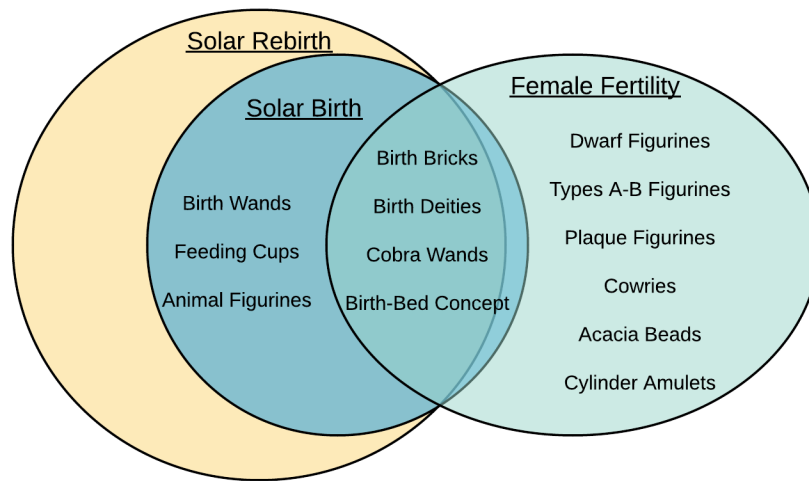 Solar Rebirth
Solar Birth
Birth Wands
Feeding Cups
Animal Figurines
Birth Bricks
Birth Deities
Cobra Wands
Birth-Bed Concept
Female Fertility
Dwarf Figurines
Types A-B Figurines
Plaque Figurines
Cowries
Acacia Beads
Cylinder Amulets